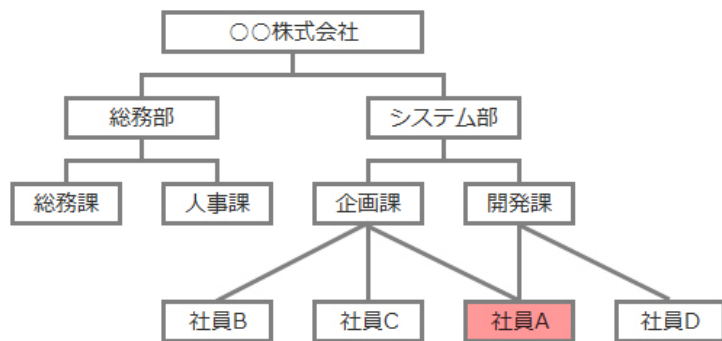 ○○株式会社
総務部
システム部
総務課
人事課
企画課
開発課
社員B
社員C
社員A
社員D